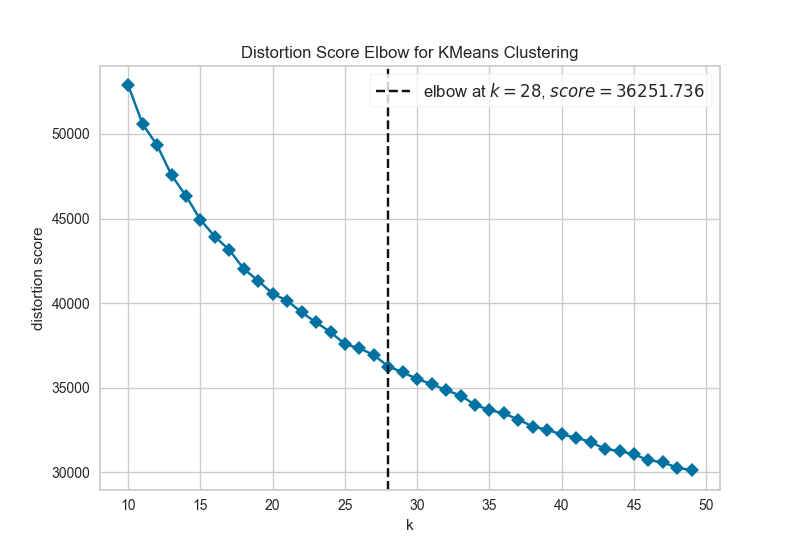 Distortion Score Elbow for KMeans Clustering
elbow at k = 28, score = 36251.736
distortion score
50000
45000
40000
35000
30000
10 15 20 25 30 35 40 45 50
k